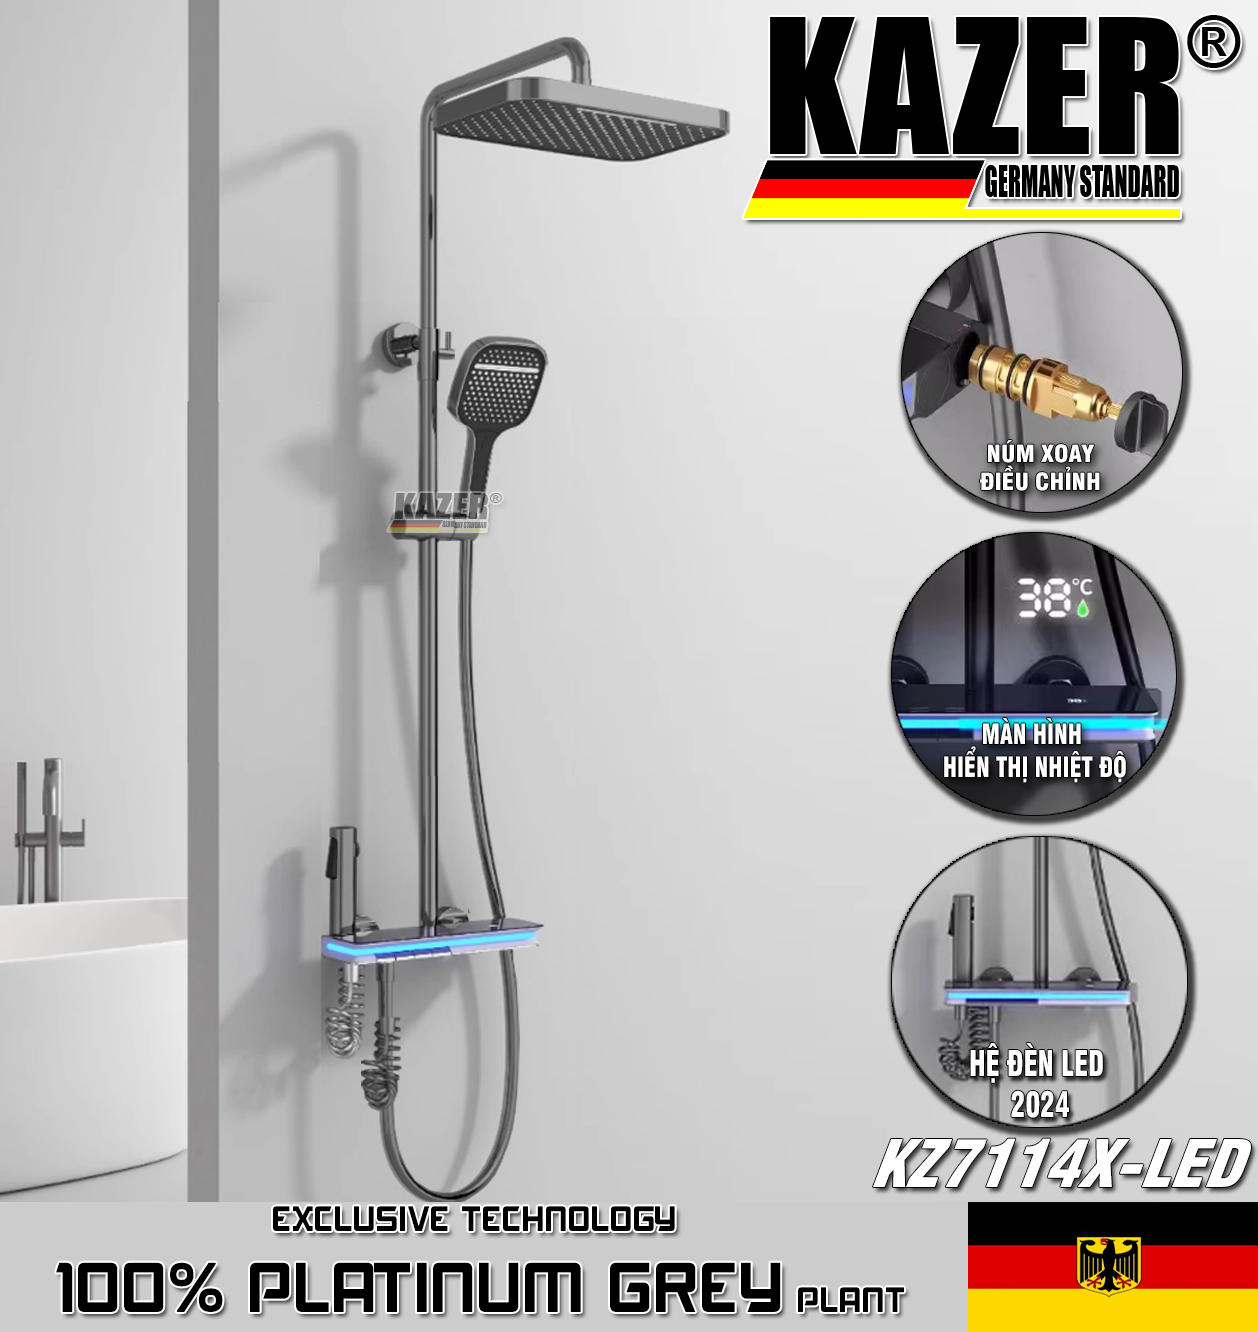 KAZER®
GERMANY STANDARD
NÚM XOAY
ĐIỀU CHỈNH
38°C
MÀN HÌNH
HIỂN THỊ NHIỆT ĐỘ
KAZER®
GERMANY STANDARD
HỆ ĐÈN LED
2024
KZ7114X-LED
EXCLUSIVE TECHNOLOGY
100% PLATINUM GREY PLANT